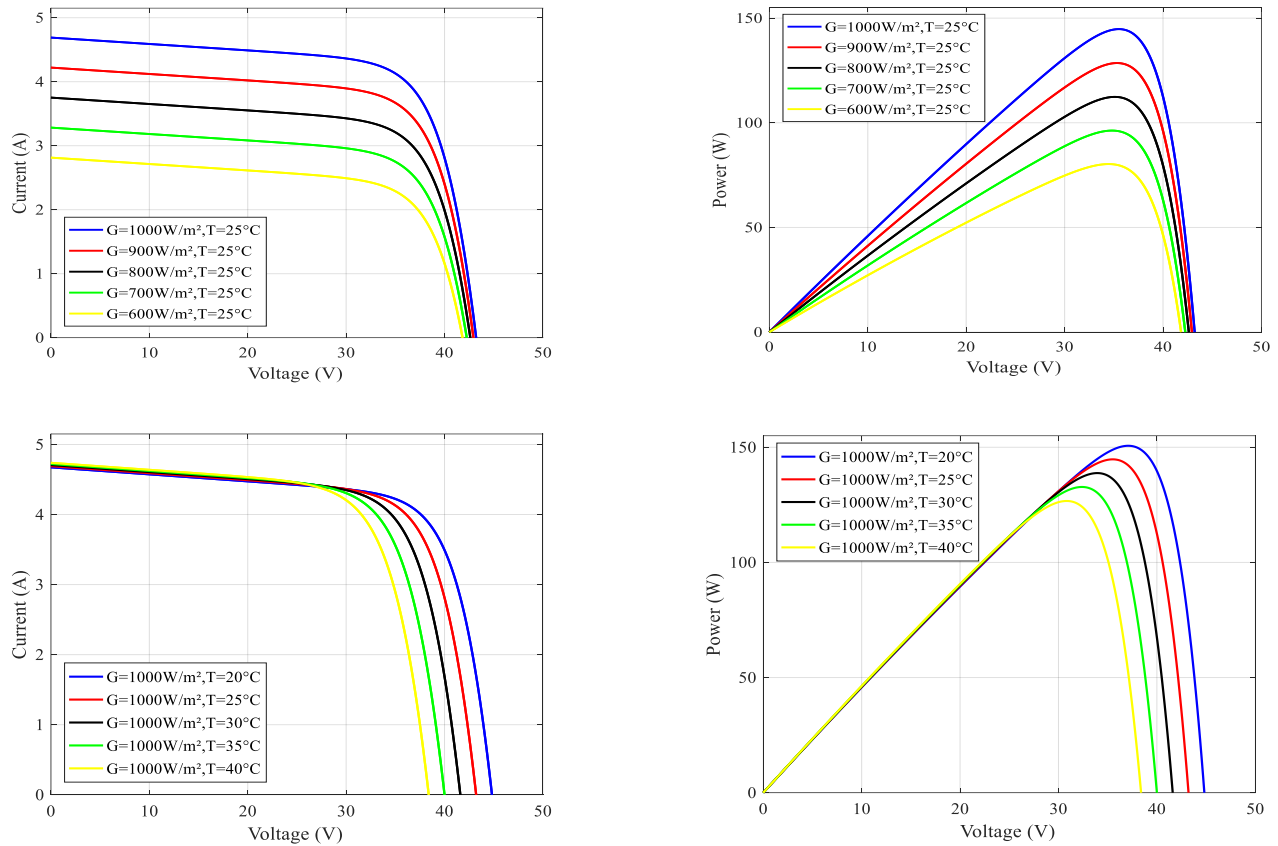 5
4
3
2
1
0
Current (A)
G=1000W/m²,T=25°C
G=900W/m²,T=25°C
G=800W/m²,T=25°C
G=700W/m²,T=25°C
G=600W/m²,T=25°C
0 10 20 30 40 50
Voltage (V)
150
100
50
0
Power (W)
G=1000W/m²,T=25°C
G=900W/m²,T=25°C
G=800W/m²,T=25°C
G=700W/m²,T=25°C
G=600W/m²,T=25°C
0 10 20 30 40 50
Voltage (V)
5
4
3
2
1
0
Current (A)
G=1000W/m²,T=20°C
G=1000W/m²,T=25°C
G=1000W/m²,T=30°C
G=1000W/m²,T=35°C
G=1000W/m²,T=40°C
0 10 20 30 40 50
Voltage (V)
150
100
50
0
Power (W)
G=1000W/m²,T=20°C
G=1000W/m²,T=25°C
G=1000W/m²,T=30°C
G=1000W/m²,T=35°C
G=1000W/m²,T=40°C
0 10 20 30 40 50
Voltage (V)